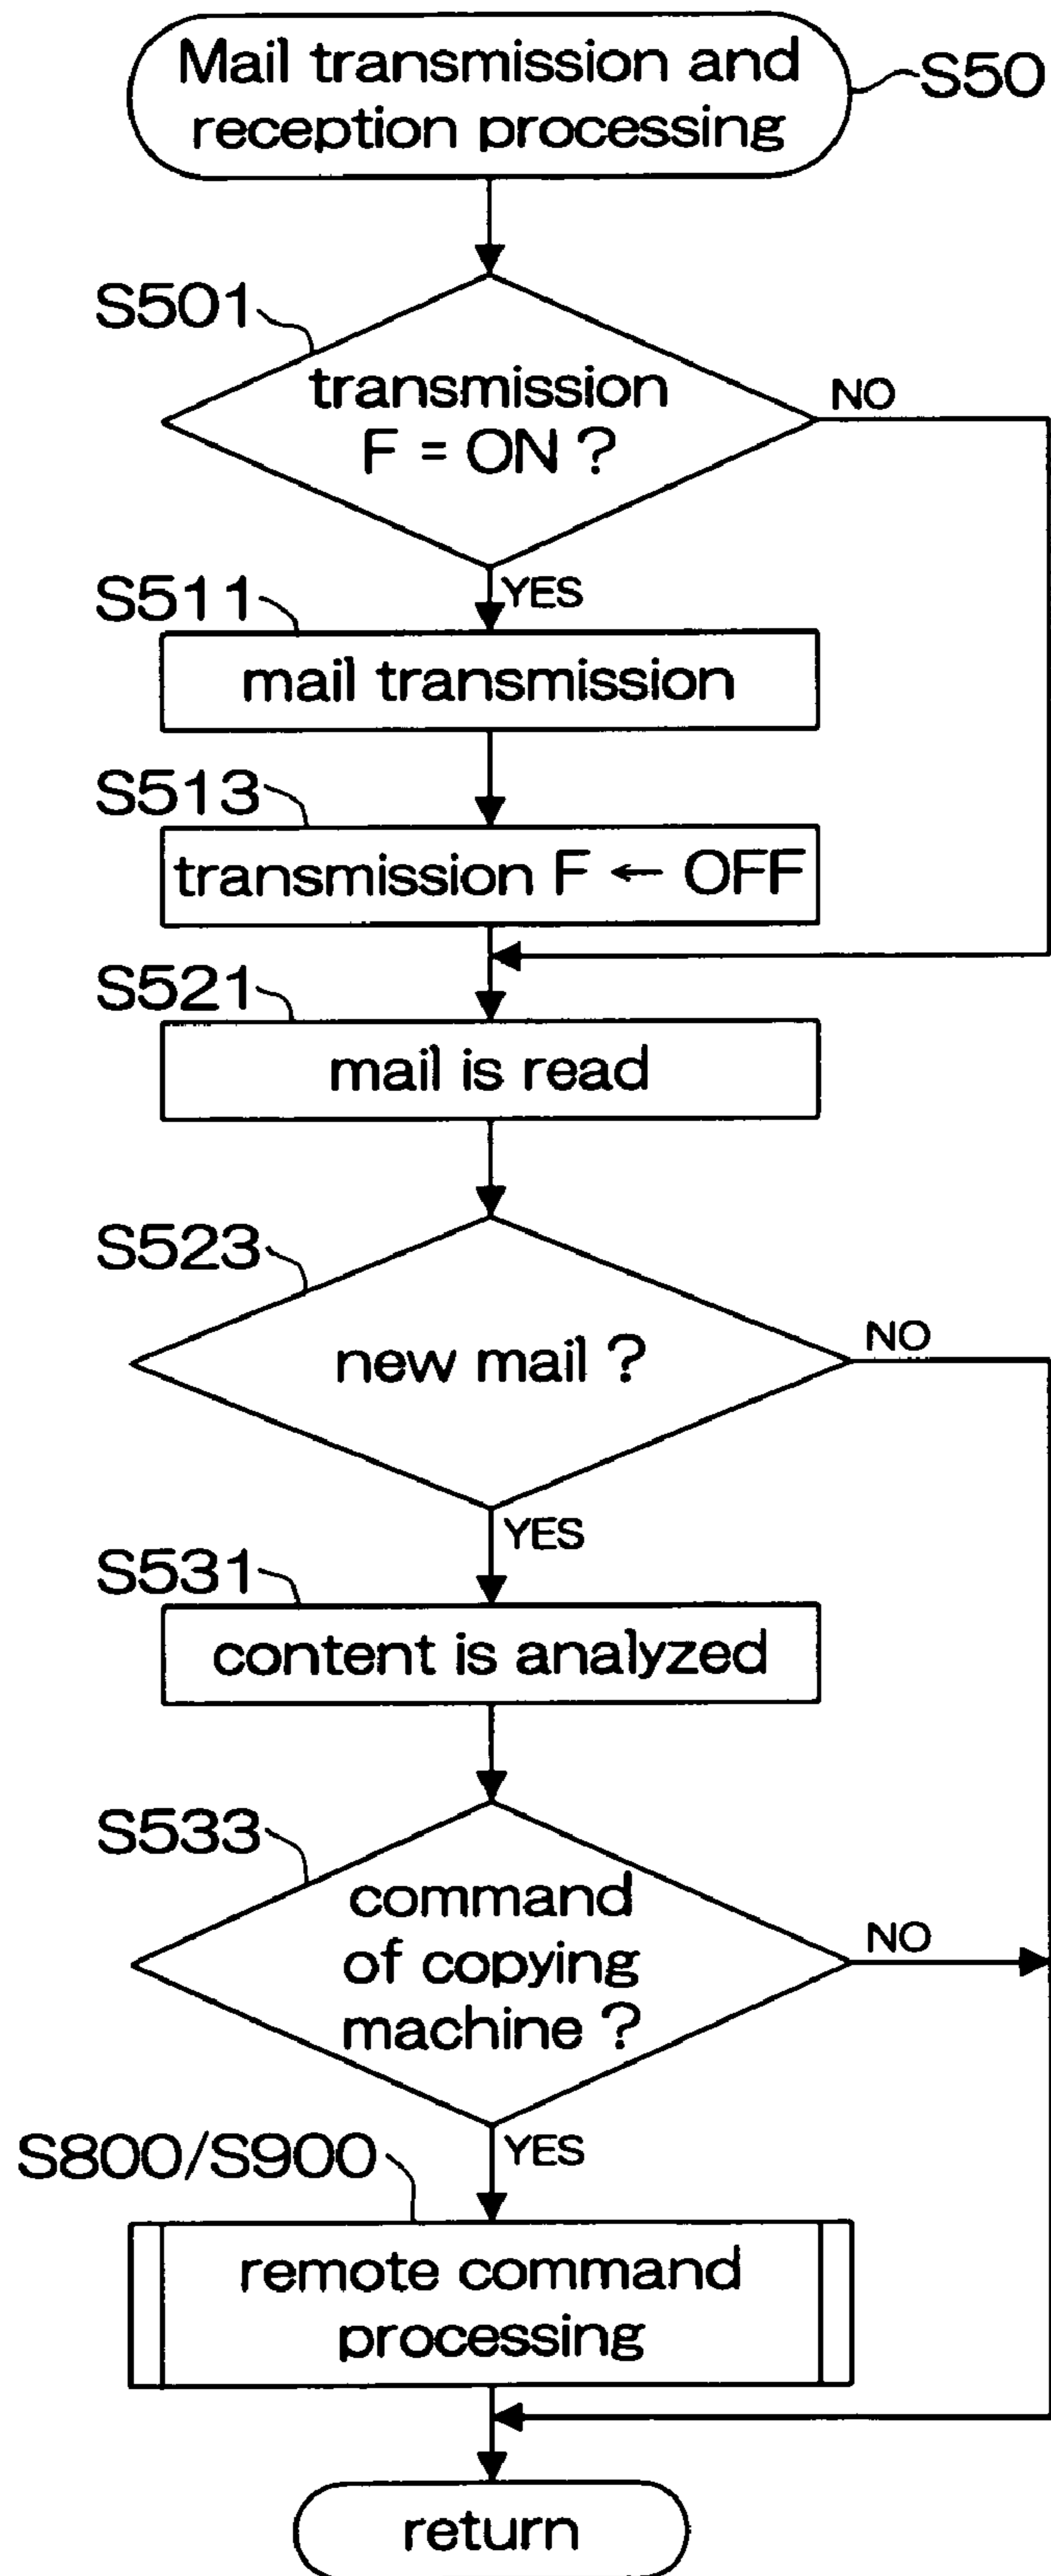 Mail transmission and
reception processing
S50
S501
transmission
F = ON ?
NO
YES
S511
mail transmission
S513
transmission F ← OFF
S521
mail is read
S523
new mail ?
NO
YES
S531
content is analyzed
S533
command
of copying
machine ?
NO
YES
S800/S900
remote command
processing
return